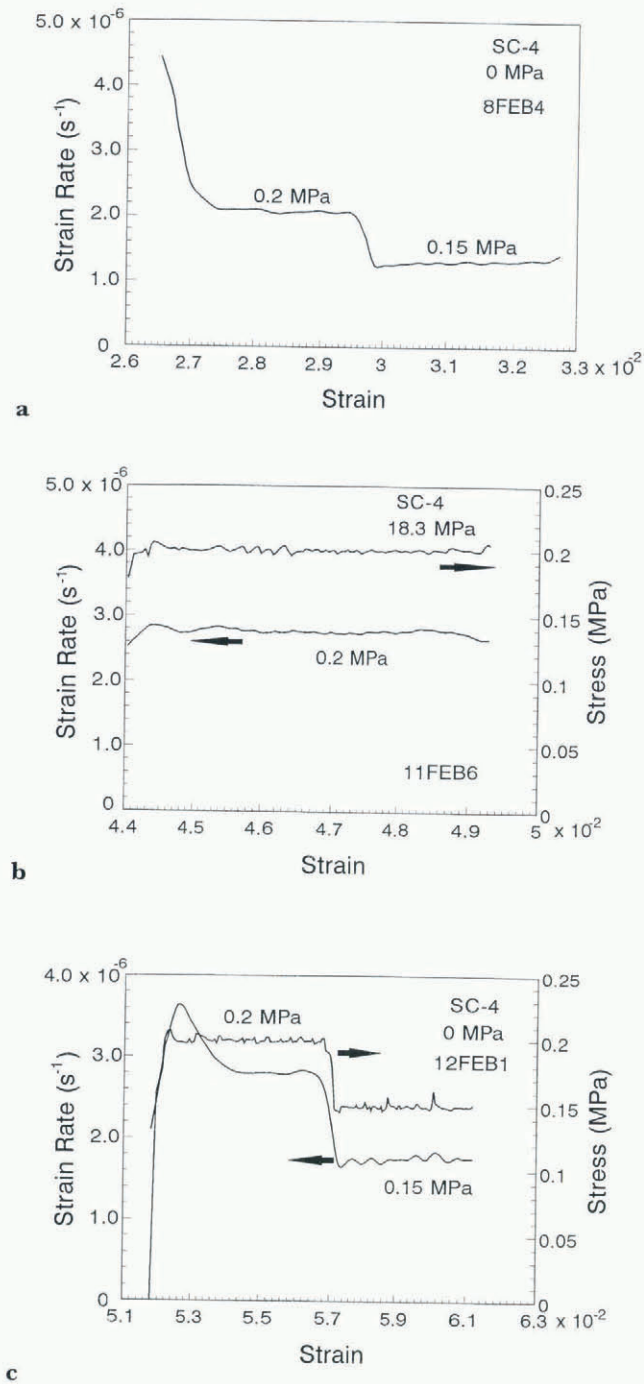 5.0 x 10⁻⁶
4.0
3.0
2.0
1.0
0
Strain Rate (s⁻¹)
SC-4
0 MPa
8FEB4
0.2 MPa
0.15 MPa
2.6 2.7 2.8 2.9 3 3.1 3.2 3.3 x 10⁻²
Strain
a
5.0 x 10⁻⁶
4.0
3.0
2.0
1.0
0
Strain Rate (s⁻¹)
SC-4
18.3 MPa
0.2 MPa
11FEB6
0.25
0.20
0.15
0.10
0.05
0
Stress (MPa)
4.4 4.5 4.6 4.7 4.8 4.9 5 x 10⁻²
Strain
b
4.0 x 10⁻⁶
3.0
2.0
1.0
0
Strain Rate (s⁻¹)
0.2 MPa
SC-4
0 MPa
12FEB1
0.15 MPa
0.25
0.20
0.15
0.10
0.05
0
Stress (MPa)
5.1 5.3 5.5 5.7 5.9 6.1 6.3 x 10⁻²
Strain
c